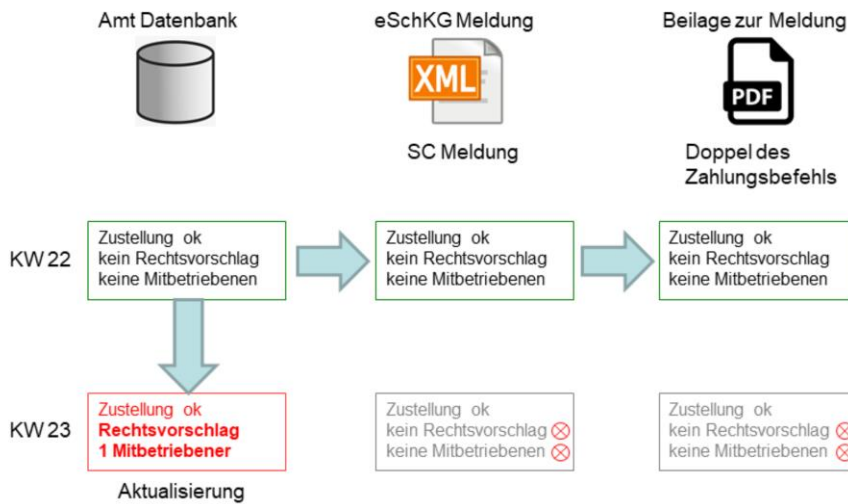 Amt Datenbank
eSchKG Meldung
Beilage zur Meldung
XML
PDF
SC Meldung
Doppel des
Zahlungsbefehls
KW 22
Zustellung ok
kein Rechtsvorschlag
keine Mitbetriebenen
Zustellung ok
kein Rechtsvorschlag
keine Mitbetriebenen
Zustellung ok
kein Rechtsvorschlag
keine Mitbetriebenen
KW 23
Zustellung ok
Rechtsvorschlag
1 Mitbetriebener
Zustellung ok
kein Rechtsvorschlag
keine Mitbetriebenen
Zustellung ok
kein Rechtsvorschlag
keine Mitbetriebenen
Aktualisierung